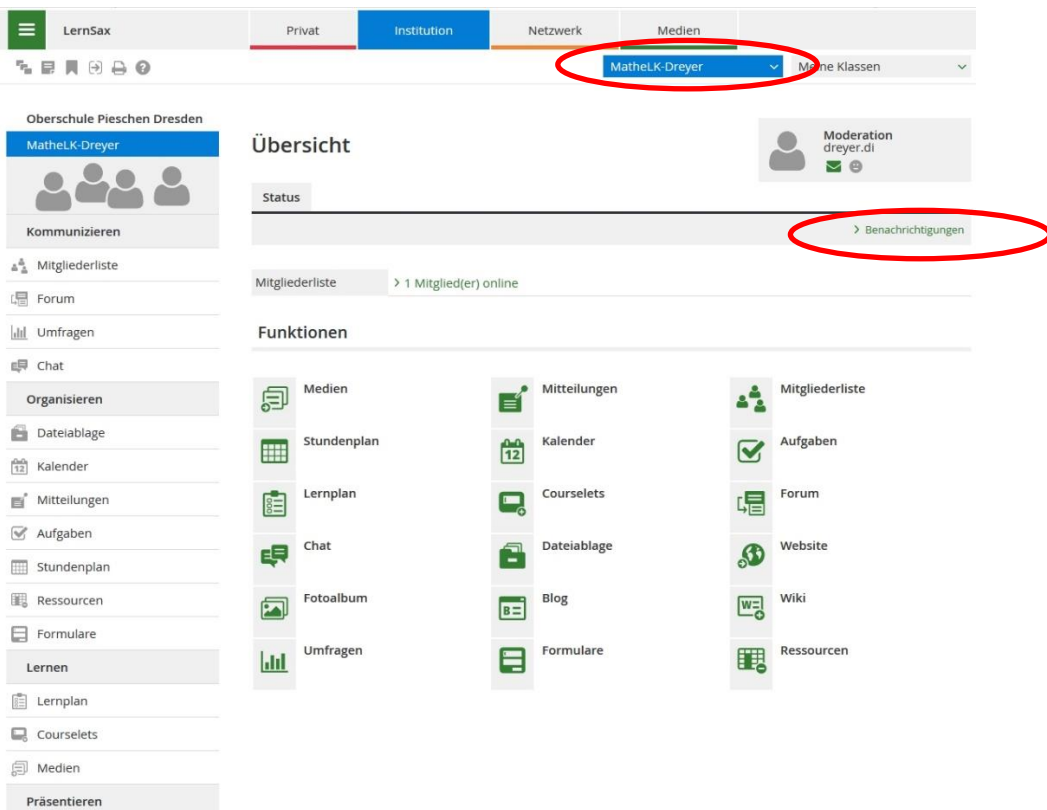 LernSax
Privat
Institution
Netzwerk
Medien
MatheLK-Dreyer
Meine Klassen
Oberschule Pieschen Dresden
MatheLK-Dreyer
Kommunizieren
Mitgliederliste
Forum
Umfragen
Chat
Organisieren
Dateiablage
12
Kalender
Mitteilungen
Aufgaben
Stundenplan
Ressourcen
Formulare
Lernen
Lernplan
Courselets
Medien
Präsentieren
Übersicht
Moderation
dreyer.di
Status
Benachrichtigungen
Mitgliederliste
1 Mitglied(er) online
Funktionen
Medien
Mitteilungen
Mitgliederliste
Stundenplan
12
Kalender
Aufgaben
Lernplan
Courselets
Forum
Chat
Dateiablage
Website
Fotoalbum
B
Blog
W
Wiki
Umfragen
Formulare
Ressourcen